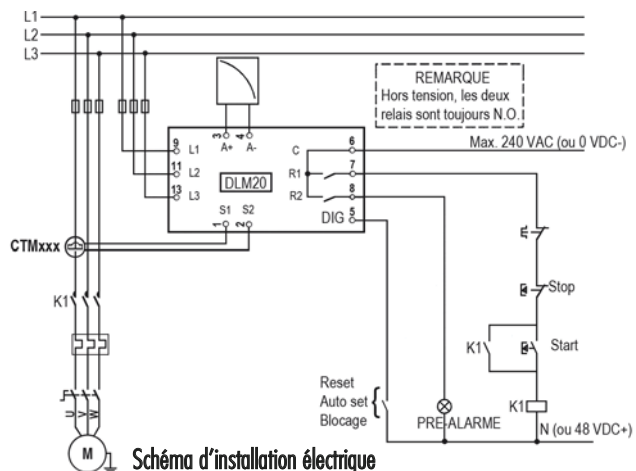 L1
L2
L3
REMARQUE
Hors tension, les deux
relais sont toujours N.O.
3 4
A+ A-
9 L1
11 L2
13 L3
DLM20
C 6
Max. 240 VAC (ou 0 VDC-)
R1 7
R2 8
DIG 5
S1 S2
1 2
CTMxxx
K1
Stop
K1
Start
Reset
Auto set
Blocage
PRE-ALARME
K1
N (ou 48 VDC+)
U V W
M
Schéma d'installation électrique